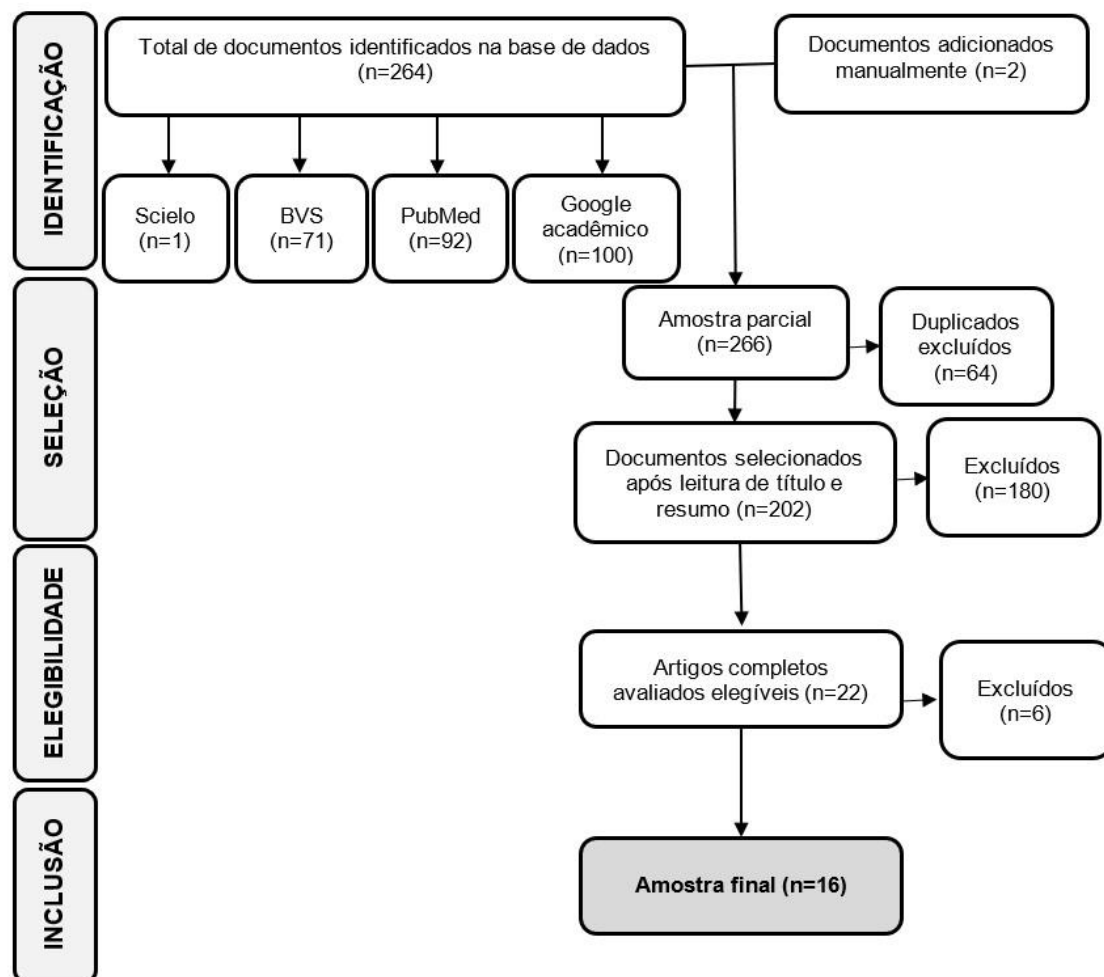 IDENTIFICAÇÃO
Total de documentos identificados na base de dados
(n=264)
Documentos adicionados
manualmente (n=2)
Scielo
(n=1)
BVS
(n=71)
PubMed
(n=92)
Google
acadêmico
(n=100)
SELEÇÃO
Amostra parcial
(n=266)
Duplicados
excluídos
(n=64)
Documentos selecionados
após leitura de título e
resumo (n=202)
Excluídos
(n=180)
ELEGIBILIDADE
Artigos completos
avaliados elegíveis (n=22)
Excluídos
(n=6)
INCLUSÃO
Amostra final (n=16)